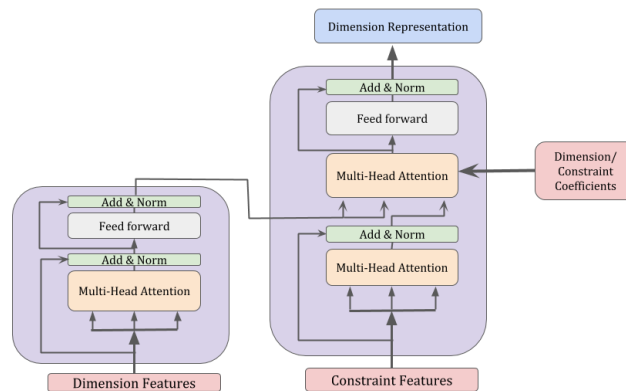 Dimension Representation
Add & Norm
Feed forward
Multi-Head Attention
Dimension/
Constraint
Coefficients
Add & Norm
Feed forward
Add & Norm
Multi-Head Attention
Add & Norm
Multi-Head Attention
Dimension Features
Constraint Features